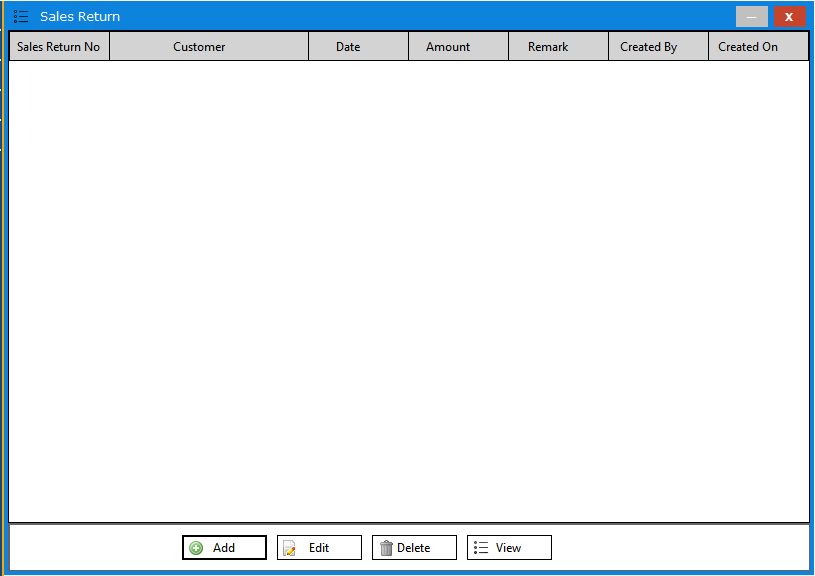 Sales Return
x
Sales Return No Customer Date Amount Remark Created By Created On
Add Edit Delete View